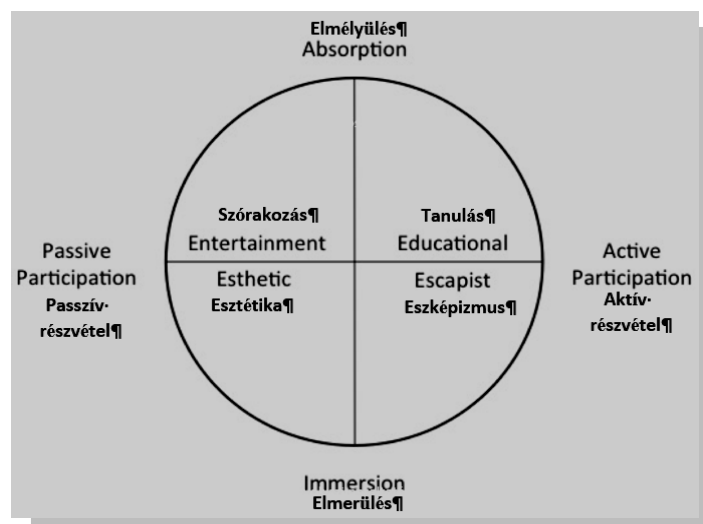 Elmélyülés¶
Absorption
Szórakozás¶
Entertainment
Tanulás¶
Educational
Passive
Participation
Passzív·
részvétel¶
Esthetic
Esztétika¶
Escapist
Eszképizmus¶
Active
Participation
Aktív·
részvétel¶
Immersion
Elmerülés¶